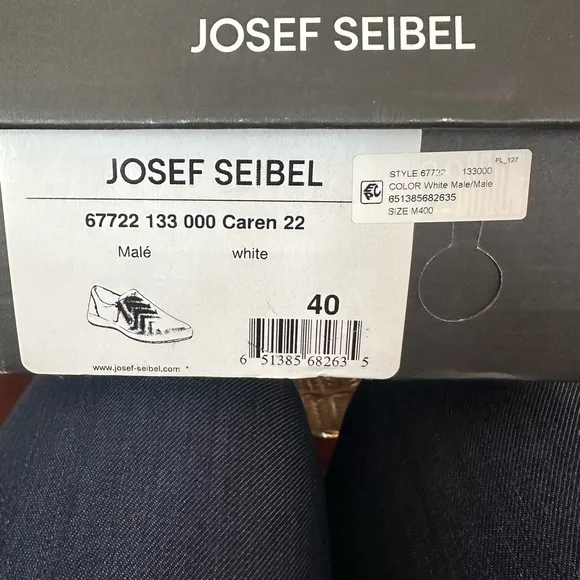 JOSEF SEIBEL
JOSEF SEIBEL
67722 133 000 Caren 22
Malé white
40
6 51385 68263 5
www.josef-seibel.com
FL_127
STYLE 67722 133000
COLOR White Male/Male
651385682635
SIZE M400